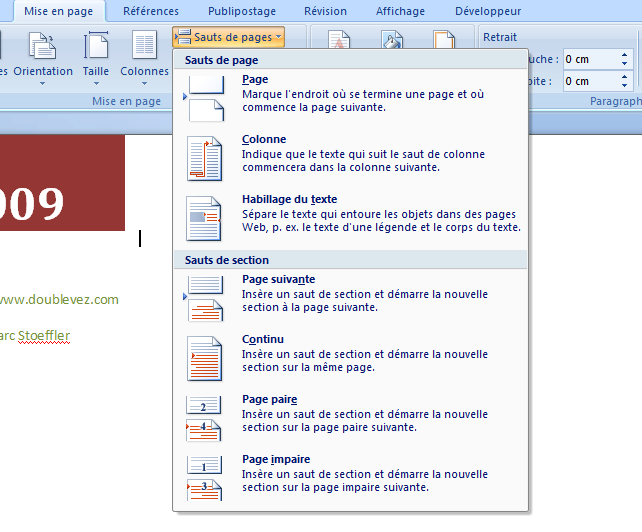 Mise en page Références Publipostage Révision Affichage Développeur
Sauts de pages Retrait
Orientation Taille Colonnes uche : 0 cm
oite : 0 cm
Mise en page Paragraph
Sauts de page
Page
Marque l'endroit où se termine une page et où
commence la page suivante.
Colonne
Indique que le texte qui suit le saut de colonne
commencera dans la colonne suivante.
Habillage du texte
Sépare le texte qui entoure les objets dans des pages
Web, p. ex. le texte d'une légende et le corps du texte.
Sauts de section
Page suivante
Insère un saut de section et démarre la nouvelle
section à la page suivante.
Continu
Insère un saut de section et démarre la nouvelle
section sur la même page.
Page paire
2
4
Insère un saut de section et démarre la nouvelle
section sur la page paire suivante.
Page impaire
1
3
Insère un saut de section et démarre la nouvelle
section sur la page impaire suivante.
009
www.doublevez.com
arc Stoeffler